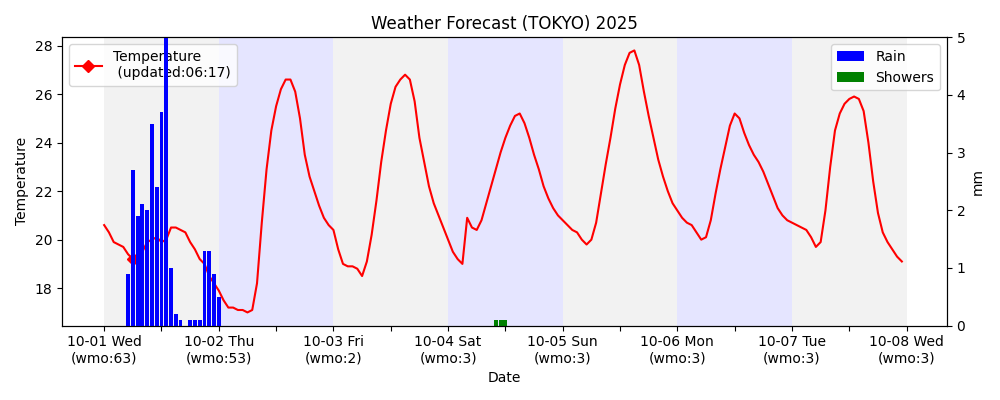 Weather Forecast (TOKYO) 2025
Temperature
(updated:06:17)
Rain
Showers
28
26
24
22
20
18
Temperature
5
4
3
2
1
0
mm
10-01 Wed
(wmo:63)
10-02 Thu
(wmo:53)
10-03 Fri
(wmo:2)
10-04 Sat
(wmo:3)
10-05 Sun
(wmo:3)
10-06 Mon
(wmo:3)
10-07 Tue
(wmo:3)
10-08 Wed
(wmo:3)
Date